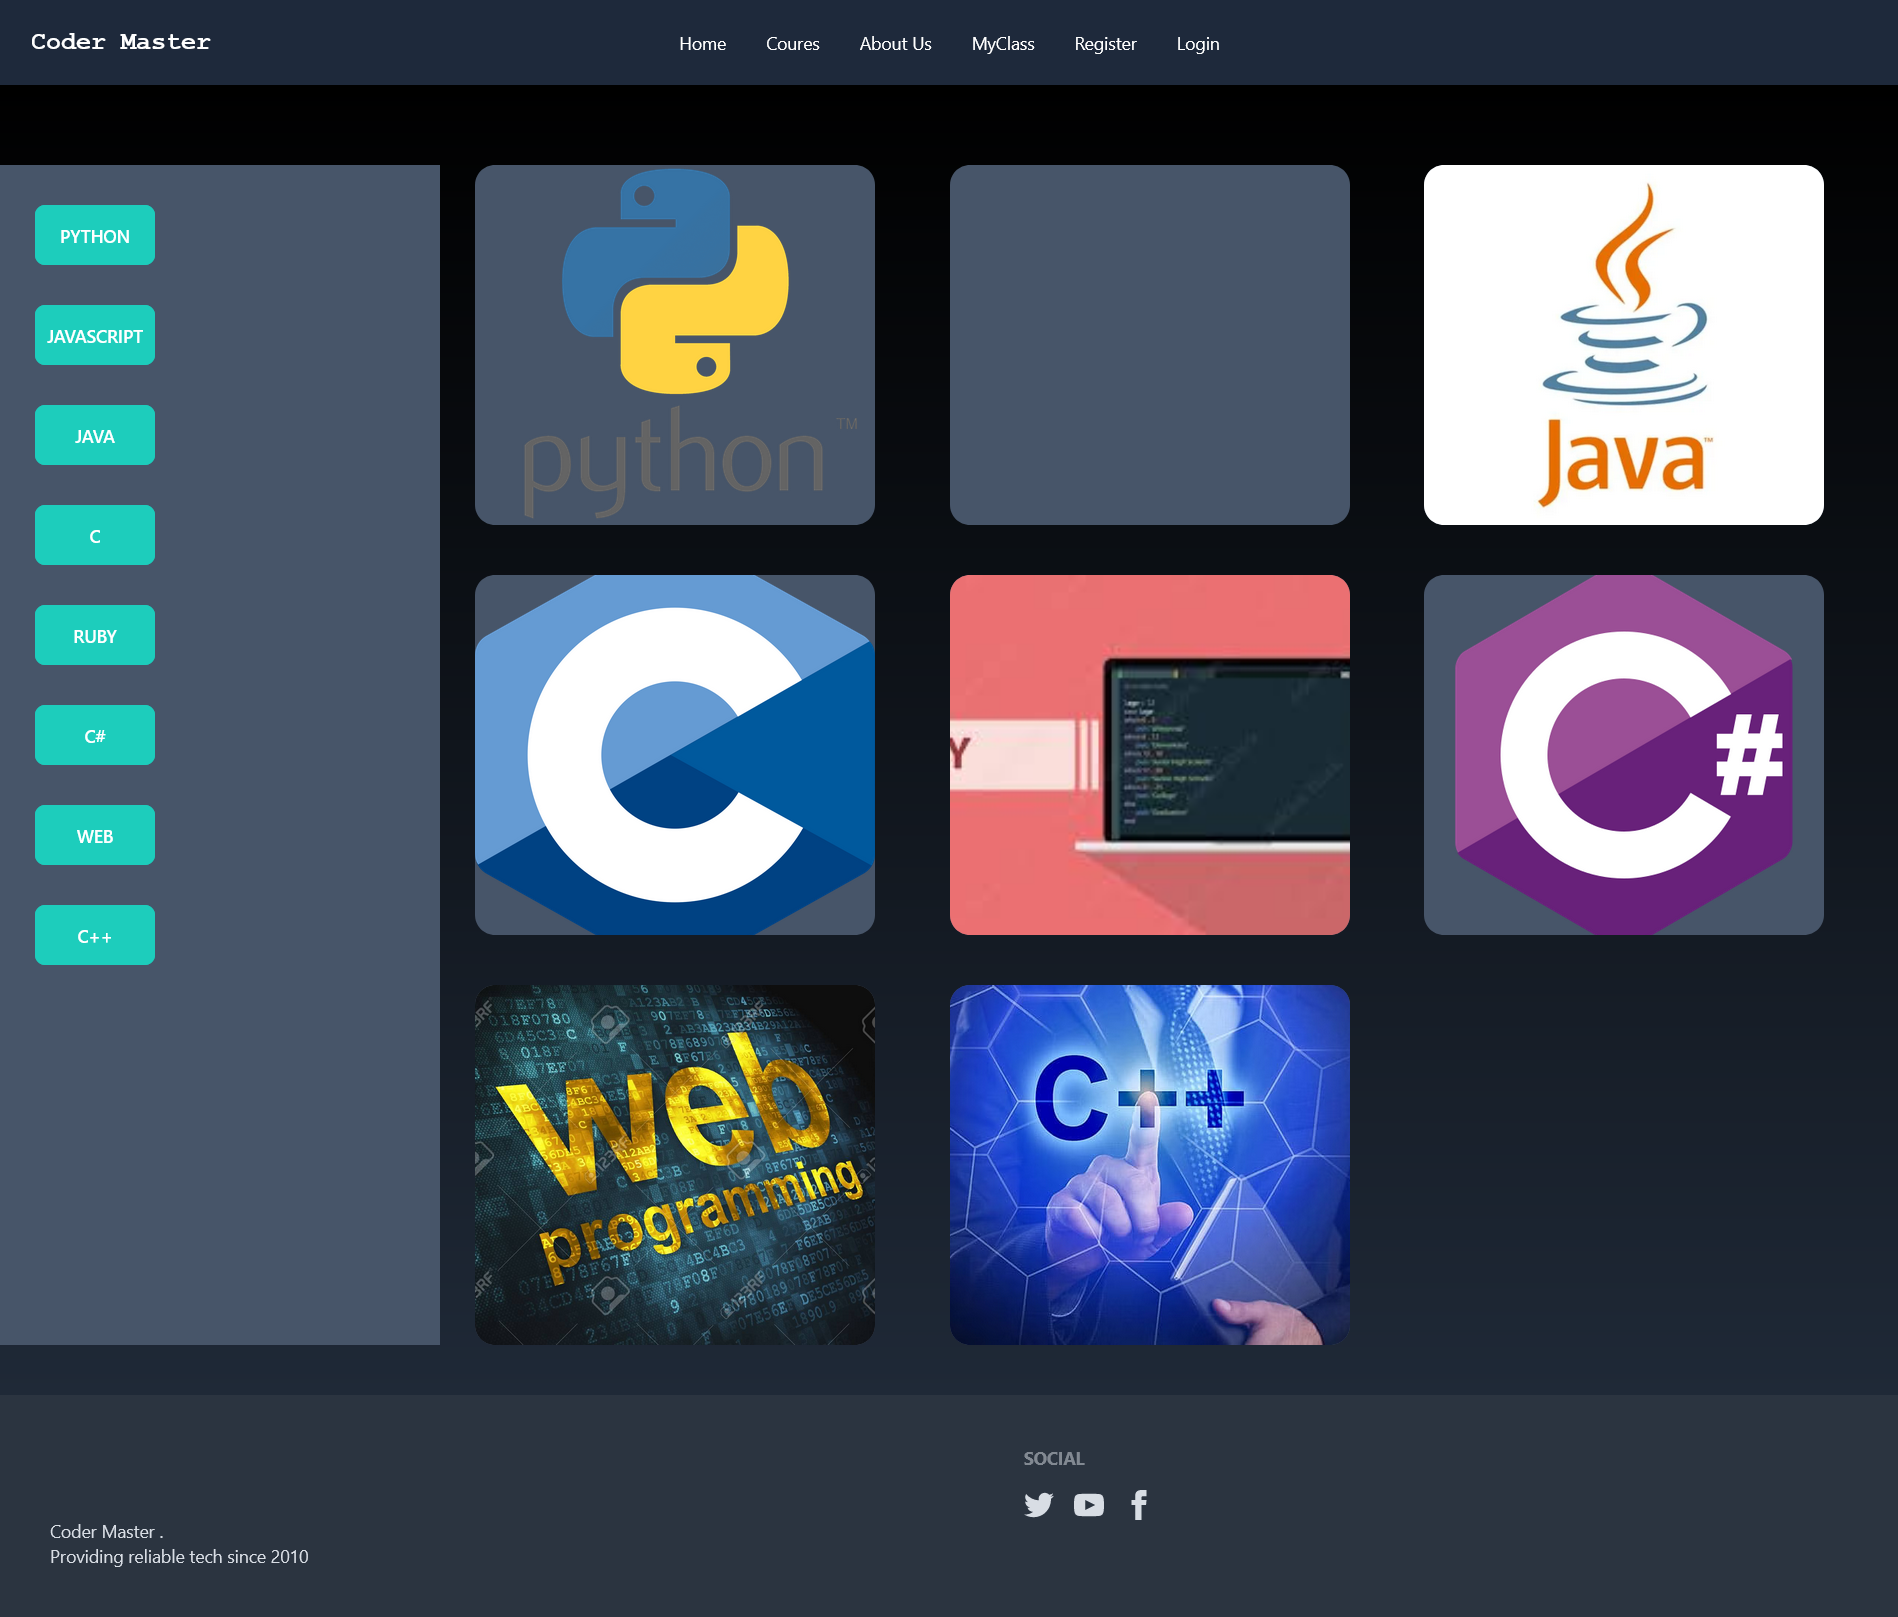 Coder Master
Home
Coures
About Us
MyClass
Register
Login
PYTHON
JAVASCRIPT
JAVA
C
RUBY
C#
WEB
C++
python™
Java™
C
Y
C#
web
programming
C++
SOCIAL
Coder Master .
Providing reliable tech since 2010